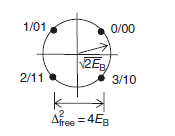 1/01 0/00
√2E_B
2/11 3/10
Δ²_free = 4E_B